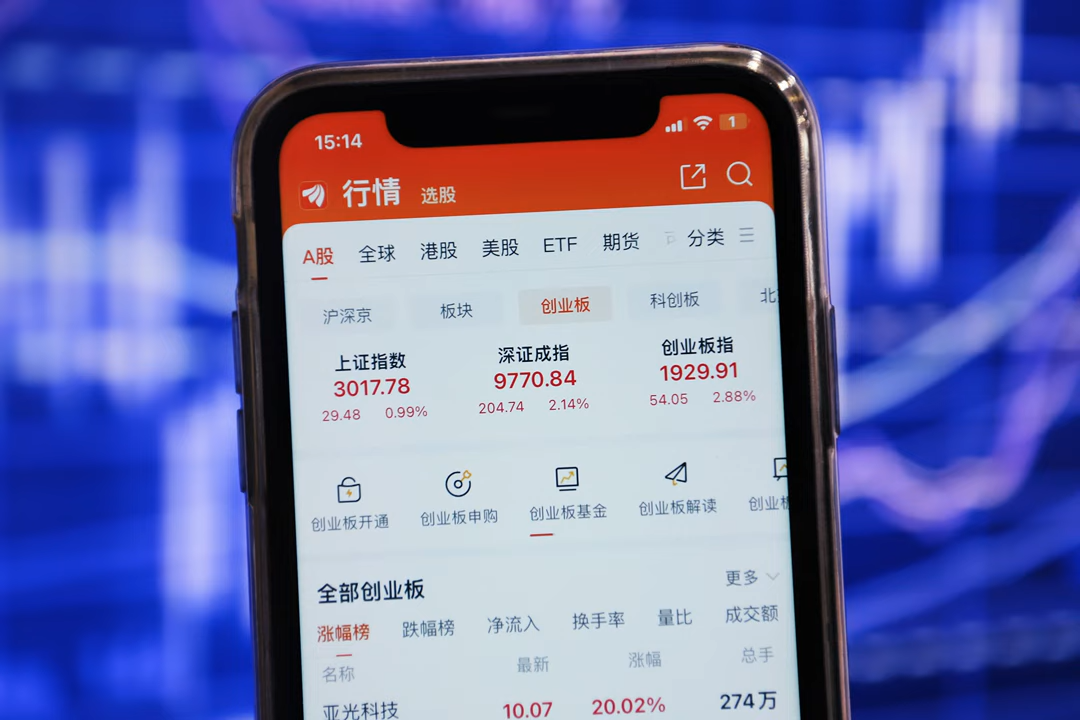 15:14 1
行情 选股
A股 全球 港股 美股 ETF 期货 分类
沪深京 板块 创业板 科创板 北
上证指数 深证成指 创业板指
3017.78 9770.84 1929.91
29.48 0.99% 204.74 2.14% 54.05 2.88%
创业板开通 创业板申购 创业板基金 创业板解读 创业板
全部创业板 更多
涨幅榜 跌幅榜 净流入 换手率 量比 成交额
名称 最新 涨幅 总手
亚光科技 10.07 20.02% 274万